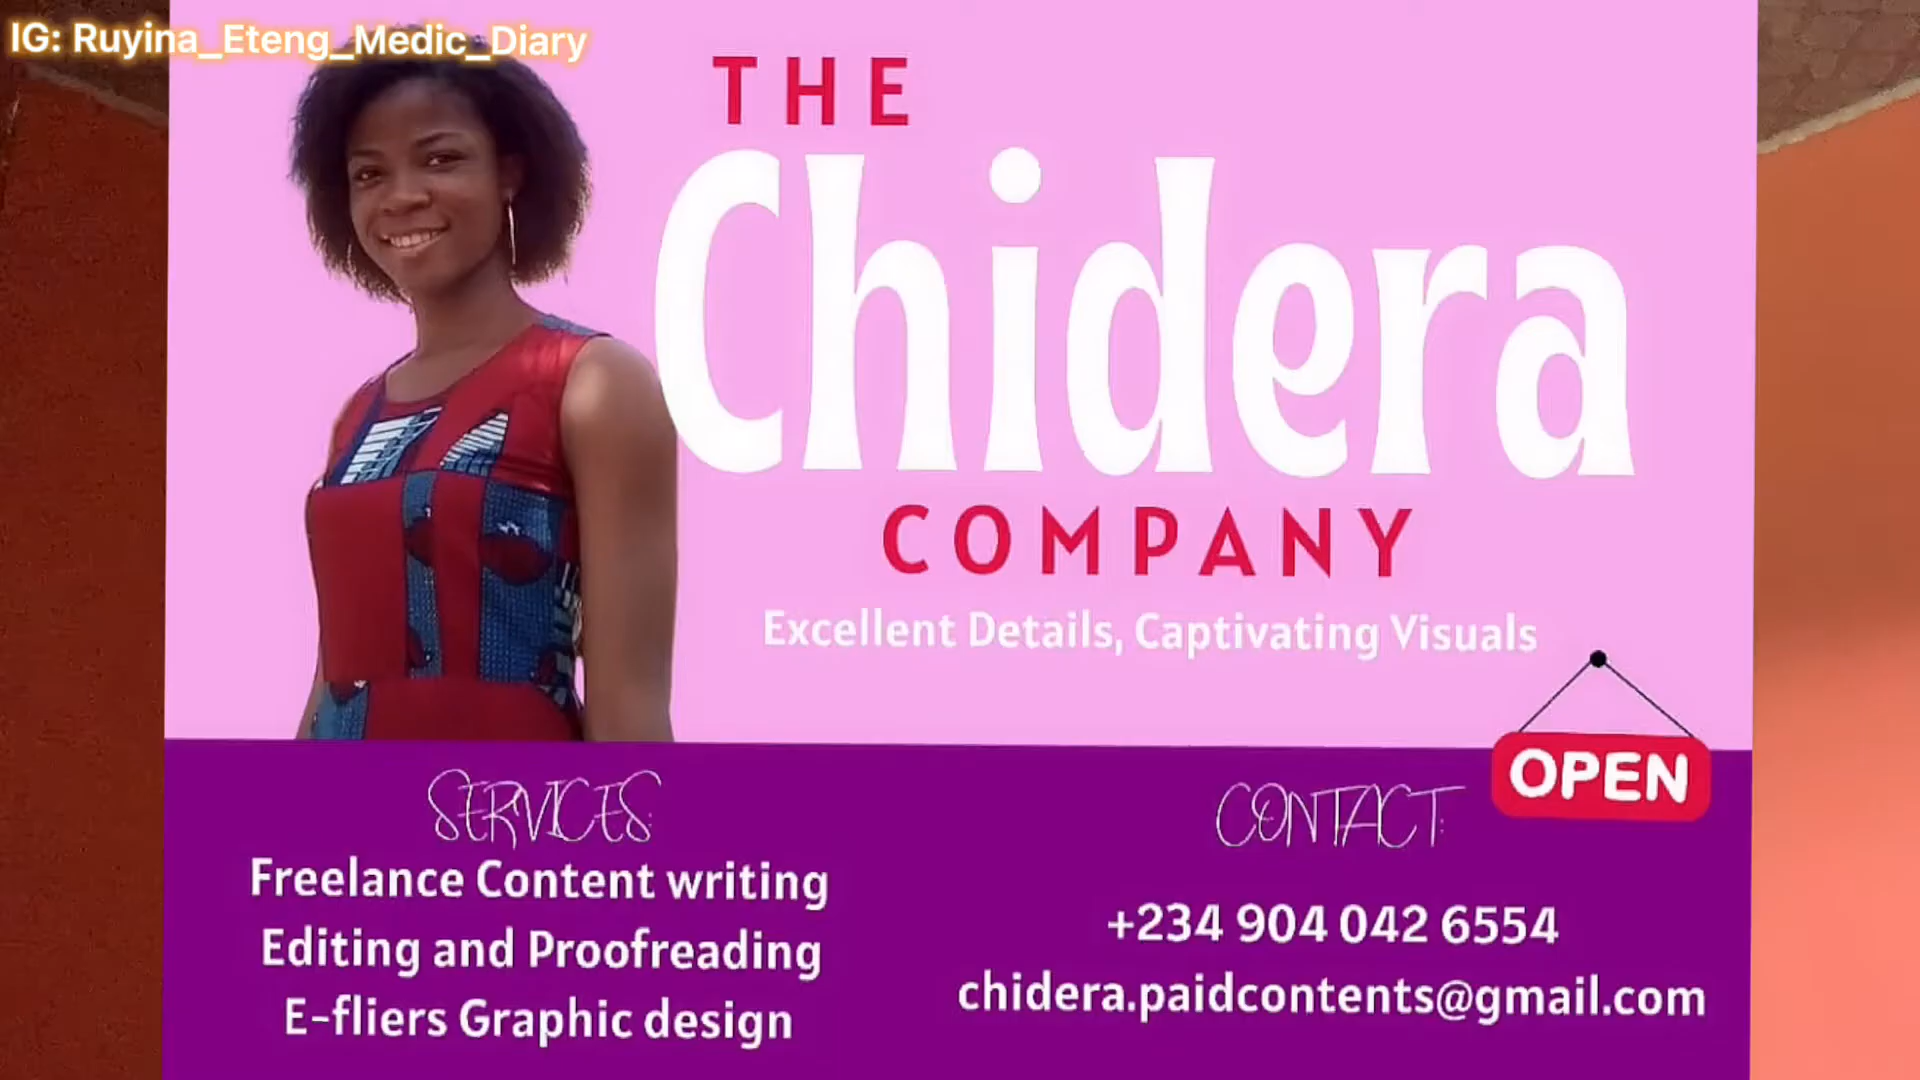 IG: Ruyina_Eteng_Medic_Diary
THE
Chidera
COMPANY
Excellent Details, Captivating Visuals
OPEN
SERVICES:
Freelance Content writing
Editing and Proofreading
E-fliers Graphic design
CONTACT:
+234 904 042 6554
chidera.paidcontents@gmail.com